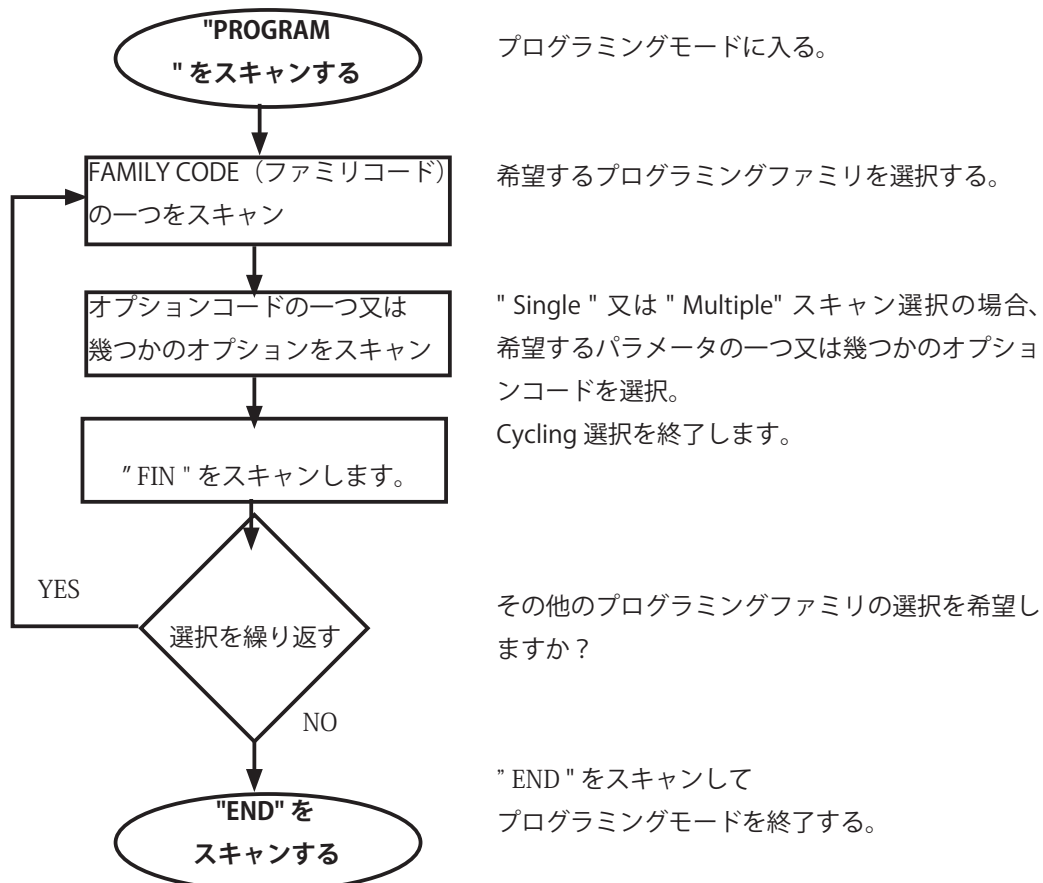 "PROGRAM
" をスキャンする
プログラミングモードに入る。
FAMILY CODE（ファミリコード）
の一つをスキャン
希望するプログラミングファミリを選択する。
オプションコードの一つ又は
幾つかのオプションをスキャン
" Single " 又は " Multiple" スキャン選択の場合、
希望するパラメータの一つ又は幾つかのオプショ
ンコードを選択。
Cycling 選択を終了します。
” FIN " をスキャンします。
YES
選択を繰り返す
その他のプログラミングファミリの選択を希望し
ますか？
NO
” END " をスキャンして
プログラミングモードを終了する。
"END" を
スキャンする